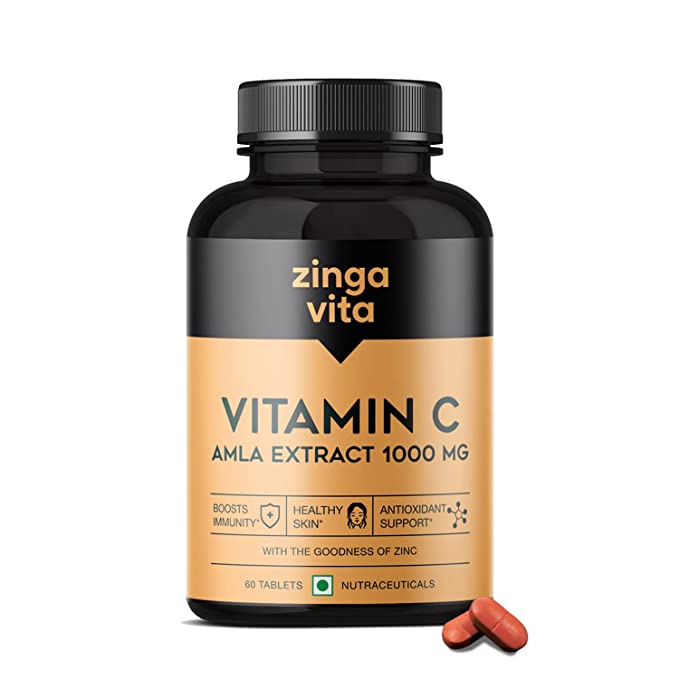 zinga
vita
VITAMIN C
AMLA EXTRACT 1000 MG
BOOSTS
IMMUNITY*
HEALTHY
SKIN*
ANTIOXIDANT
SUPPORT*
WITH THE GOODNESS OF ZINC
60 TABLETS NUTRACEUTICALS